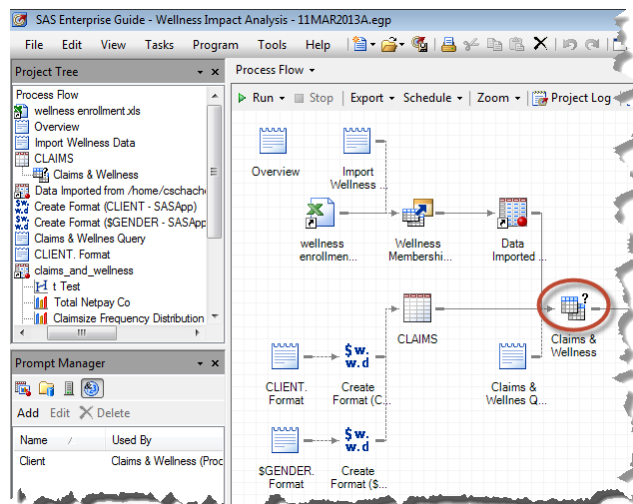 SAS Enterprise Guide - Wellness Impact Analysis - 11MAR2013A.egp
File Edit View Tasks Program Tools Help
Project Tree
Process Flow
wellness enrollment.xls
Overview
Import Wellness Data
CLAIMS
Claims & Wellness
Data Imported from /home/cschach
Create Format (CLIENT - SASApp)
Create Format ($GENDER - SASApp
Claims & Wellnes Query
CLIENT. Format
claims_and_wellness
t Test
Total Netpay Co
Claimsize Frequency Distribution
Prompt Manager
Add Edit Delete
Name Used By
Client Claims & Wellness (Proc
Process Flow
Run Stop Export Schedule Zoom Project Log
Overview
Import
Wellness ...
wellness
enrollmen...
Wellness
Membershi...
Data
Imported ...
CLAIMS
Claims &
Wellness
$w.
w.d
CLIENT.
Format
Create
Format (C...
Claims &
Wellnes Q...
$w.
w.d
$GENDER.
Format
Create
Format ($...